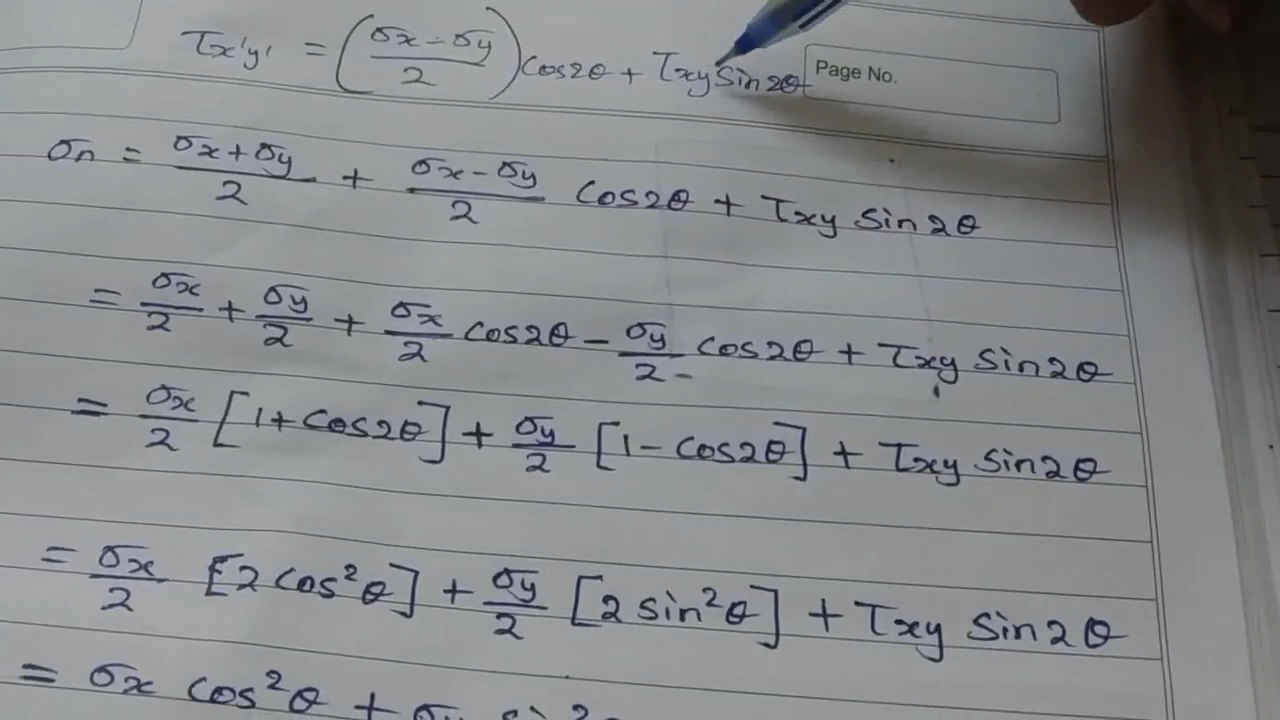 τx'y' = (σx - σy / 2) cos2θ + τxy sin2θ
Page No.
σn = σx + σy / 2 + σx - σy / 2 cos2θ + τxy sin2θ
= σx / 2 + σy / 2 + σx / 2 cos2θ - σy / 2 cos2θ + τxy sin2θ
= σx / 2 [1 + cos2θ] + σy / 2 [1 - cos2θ] + τxy sin2θ
= σx / 2 [2 cos²θ] + σy / 2 [2 sin²θ] + τxy sin2θ
= σx cos²θ +